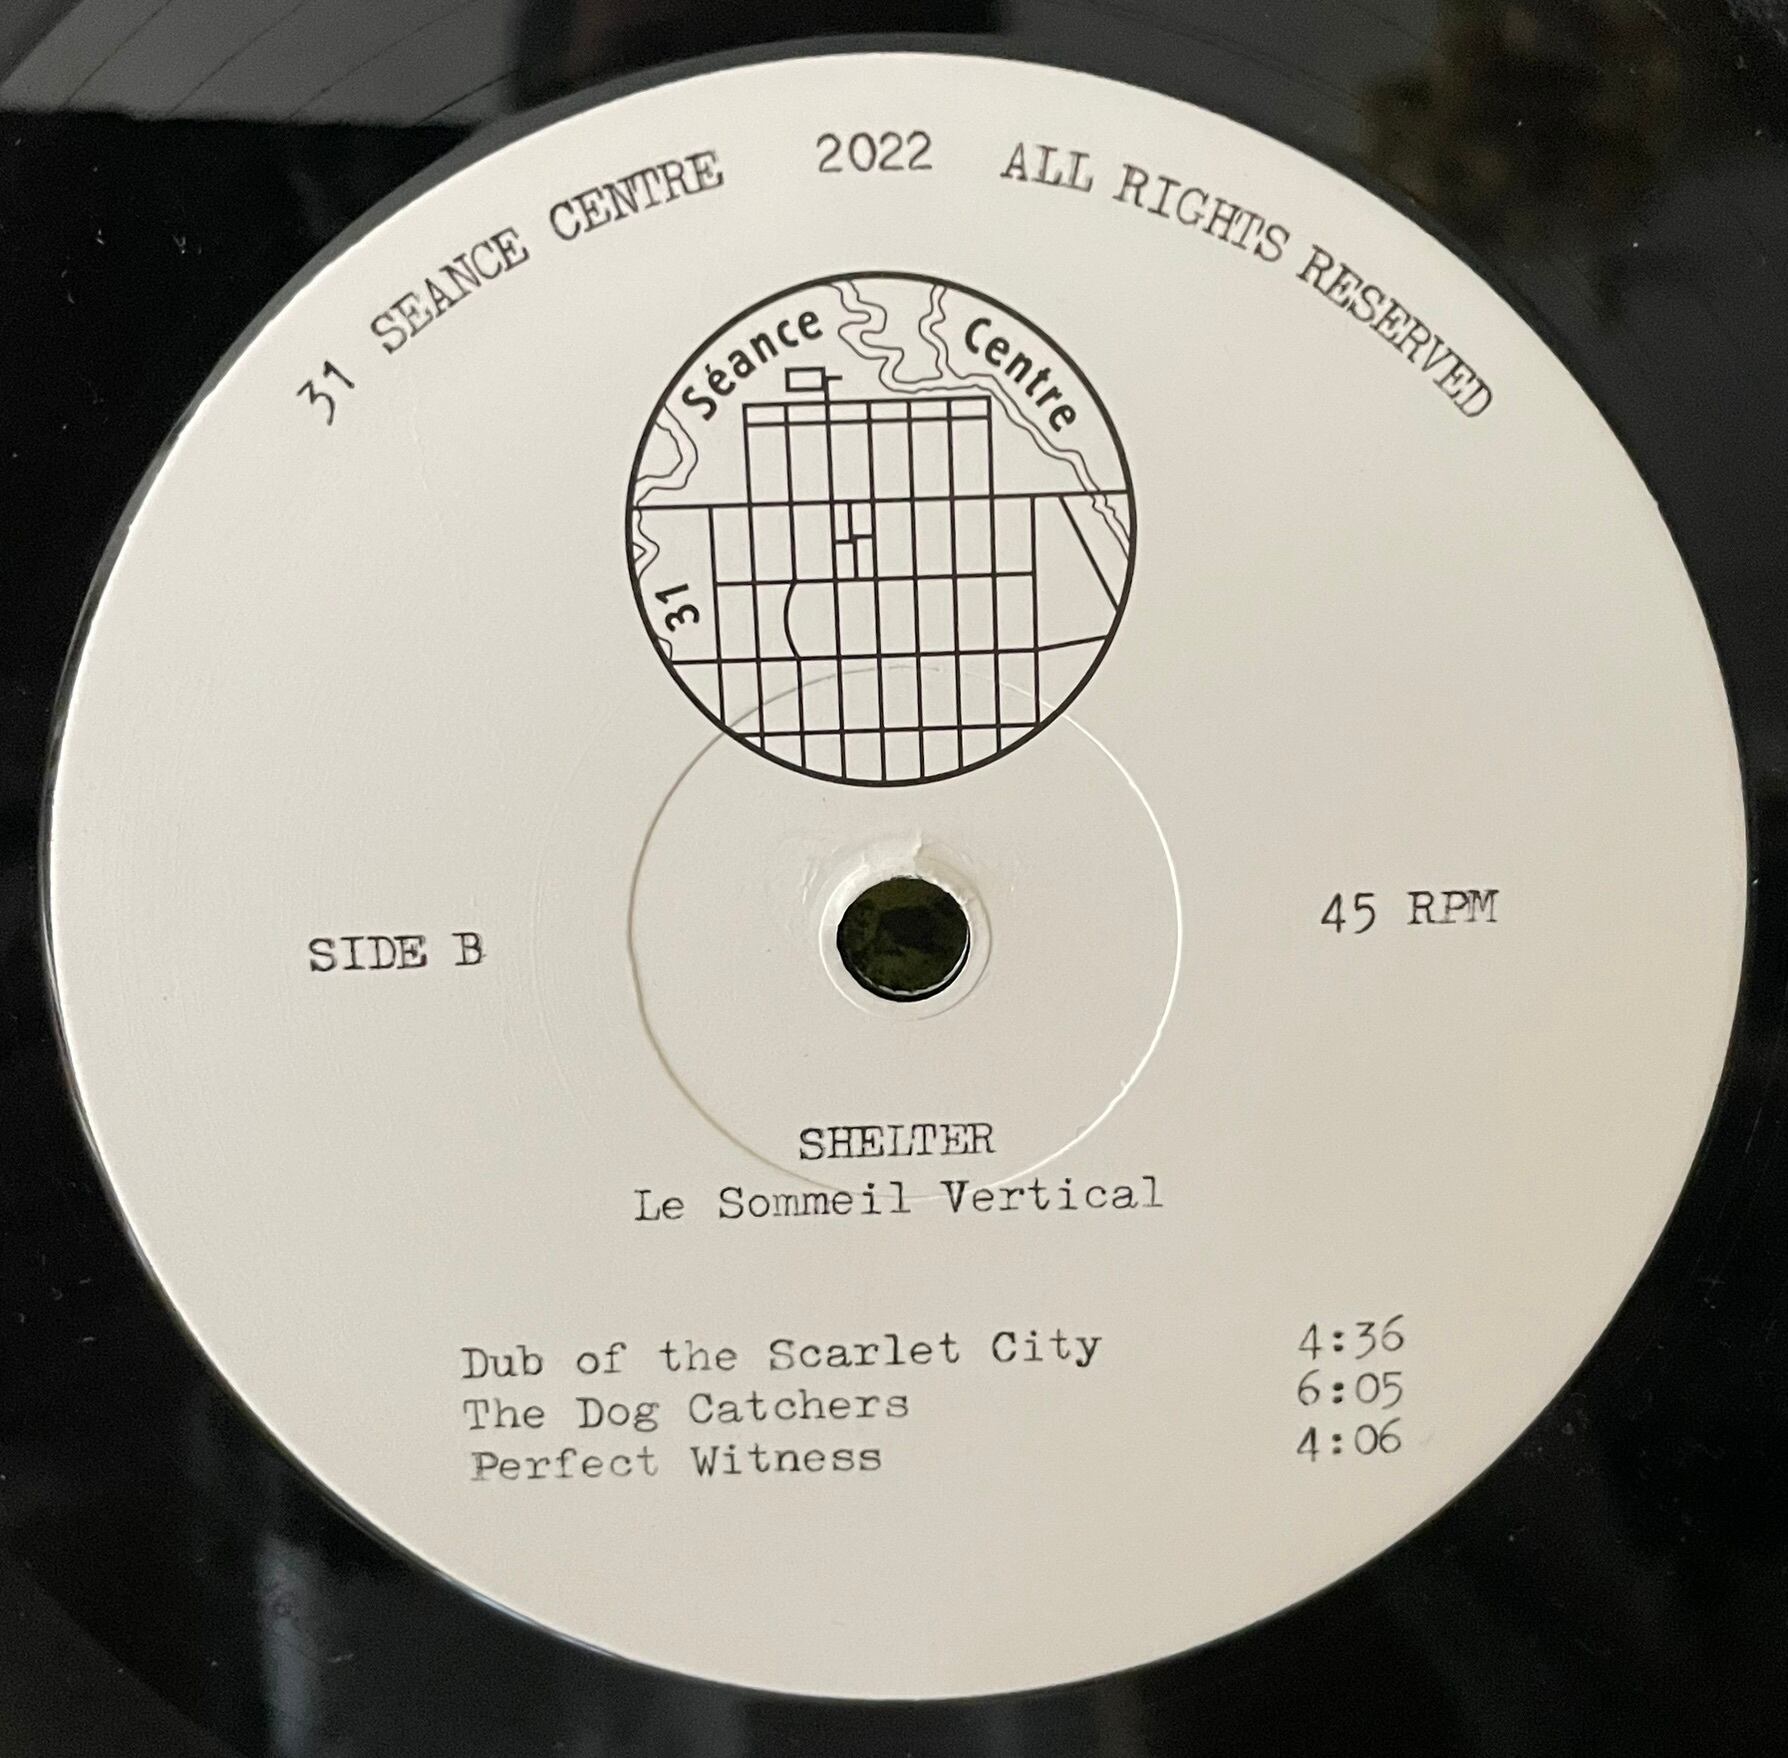 31 SEANCE CENTRE 2022 ALL RIGHTS RESERVED
Séance Centre
31
SIDE B
45 RPM
SHELTER
Le Sommeil Vertical
Dub of the Scarlet City 4:36
The Dog Catchers 6:05
Perfect Witness 4:06